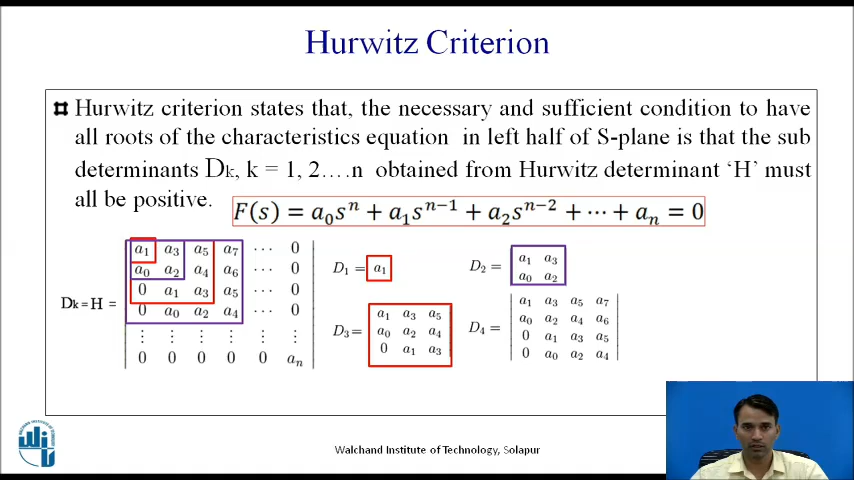 Hurwitz Criterion
Hurwitz criterion states that, the necessary and sufficient condition to have
all roots of the characteristics equation in left half of S-plane is that the sub
determinants Dk, k = 1, 2….n obtained from Hurwitz determinant ‘H’ must
all be positive.
F(s) = a₀sⁿ + a₁sⁿ⁻¹ + a₂sⁿ⁻² + ⋯ + aₙ = 0
Dk = H =
a₁ a₃ a₅ a₇ ⋯ 0
a₀ a₂ a₄ a₆ ⋯ 0
0 a₁ a₃ a₅ ⋯ 0
0 a₀ a₂ a₄ ⋯ 0
⋮ ⋮ ⋮ ⋮ ⋮ ⋮
0 0 0 0 0 aₙ
D₁ = a₁
D₂ =
a₁ a₃
a₀ a₂
D₃ =
a₁ a₃ a₅
a₀ a₂ a₄
0 a₁ a₃
D₄ =
a₁ a₃ a₅ a₇
a₀ a₂ a₄ a₆
0 a₁ a₃ a₅
0 a₀ a₂ a₄
Walchand Institute of Technology, Solapur